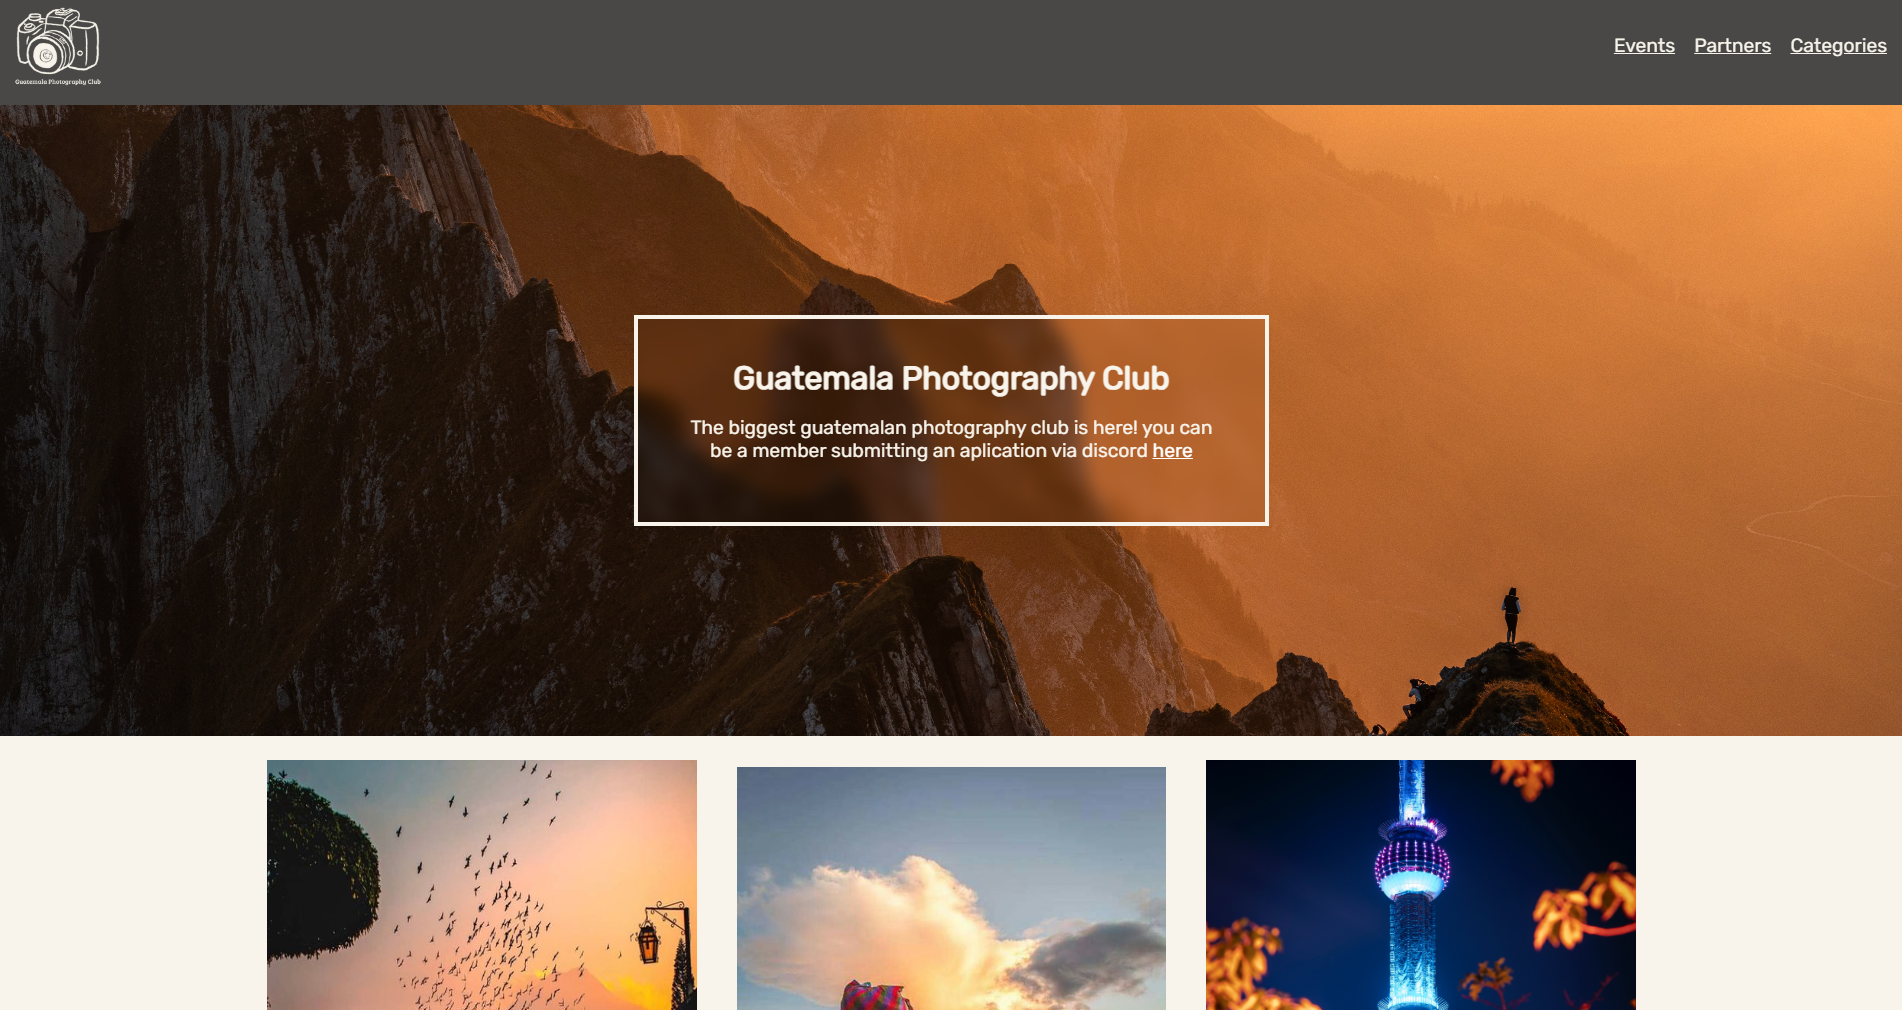 Guatemala Photography Club
Events Partners Categories
Guatemala Photography Club
The biggest guatemalan photography club is here! you can
be a member submitting an aplication via discord here